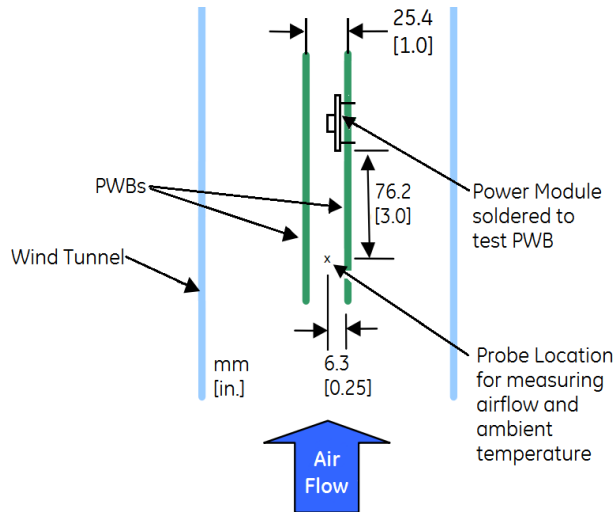 25.4
[1.0]
PWBs
76.2
[3.0]
Power Module
soldered to
test PWB
Wind Tunnel
x
mm
[in.]
6.3
[0.25]
Probe Location
for measuring
airflow and
ambient
temperature
Air
Flow